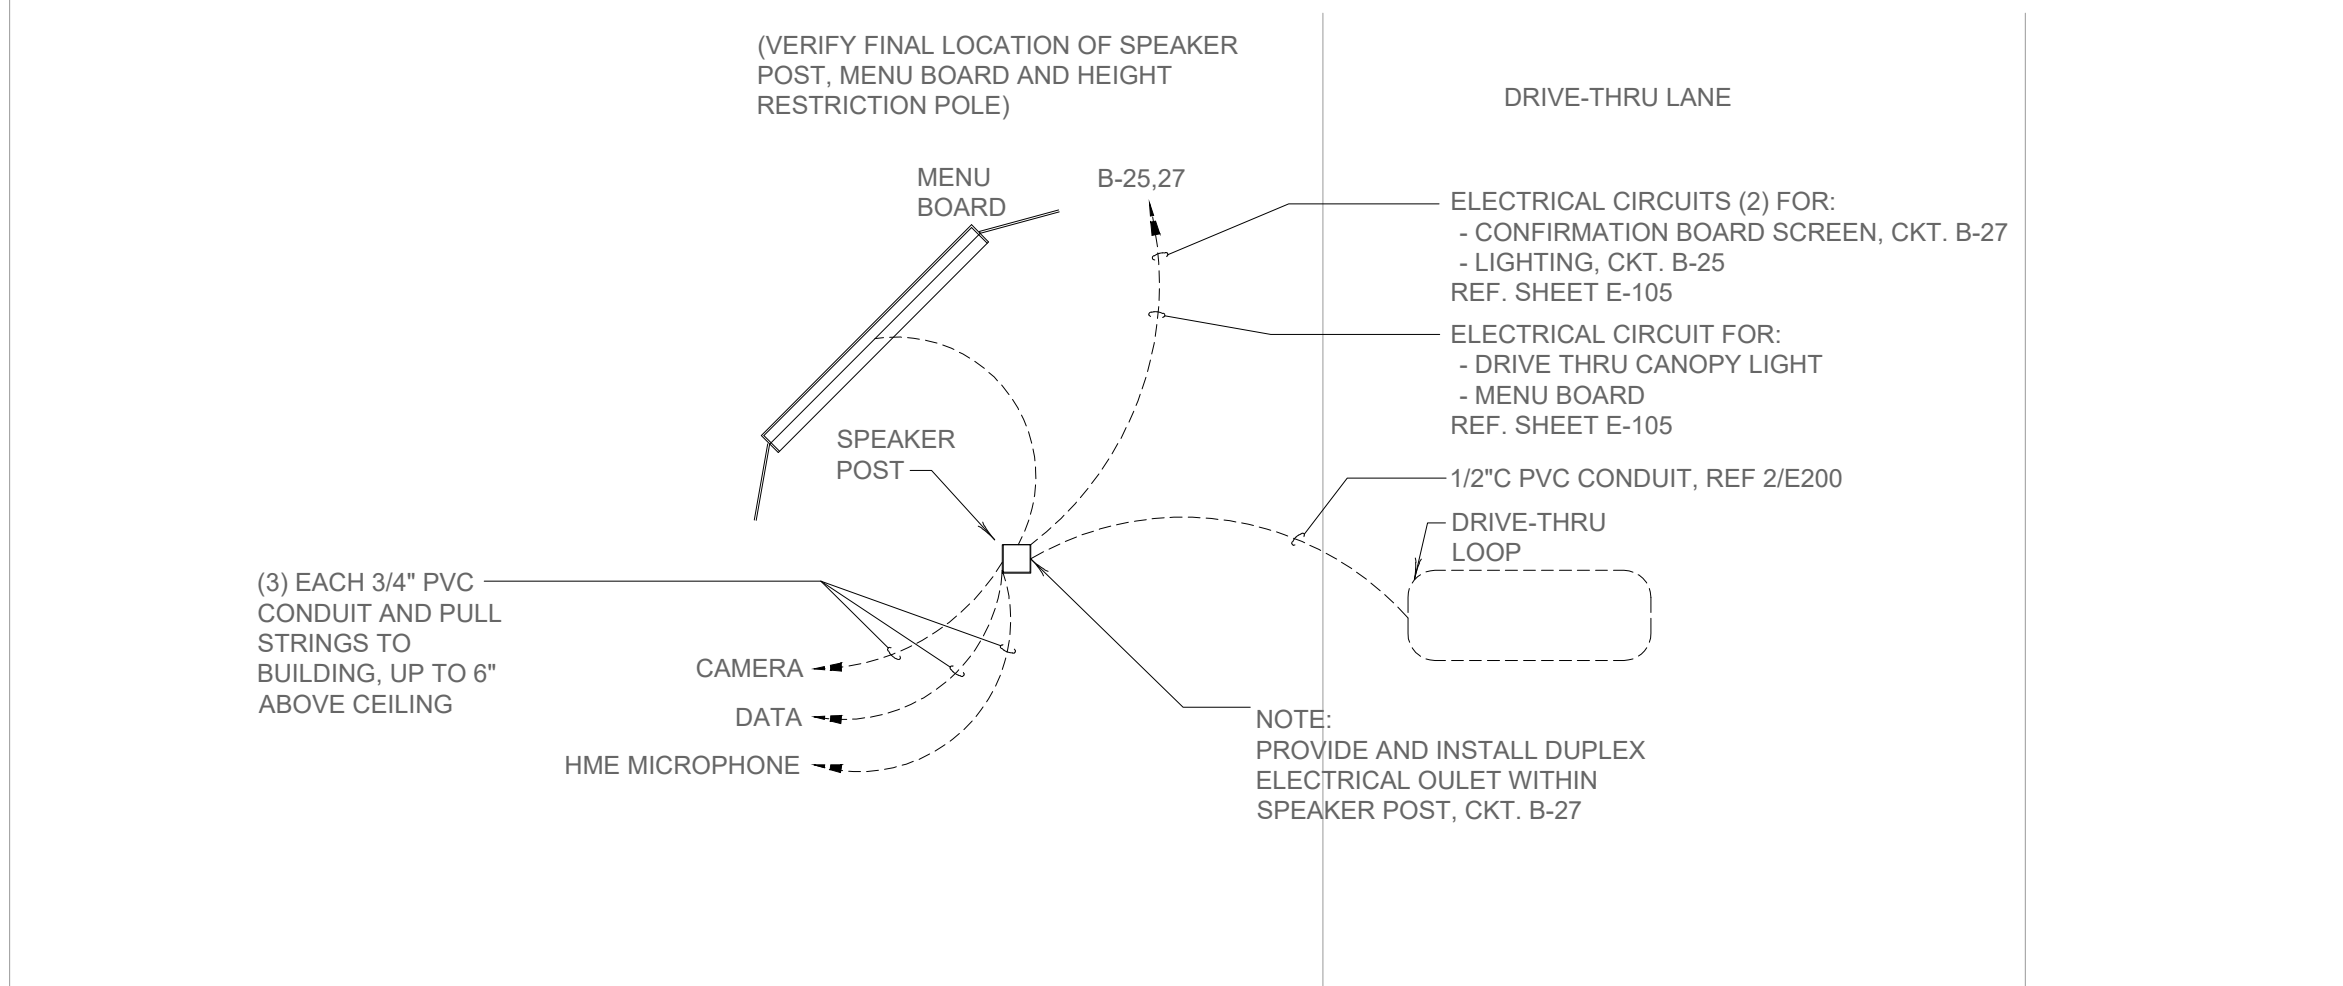 (VERIFY FINAL LOCATION OF SPEAKER
POST, MENU BOARD AND HEIGHT
RESTRICTION POLE)
DRIVE-THRU LANE
MENU
BOARD
B-25,27
ELECTRICAL CIRCUITS (2) FOR:
- CONFIRMATION BOARD SCREEN, CKT. B-27
- LIGHTING, CKT. B-25
REF. SHEET E-105
ELECTRICAL CIRCUIT FOR:
- DRIVE THRU CANOPY LIGHT
- MENU BOARD
REF. SHEET E-105
SPEAKER
POST
1/2"C PVC CONDUIT, REF 2/E200
DRIVE-THRU
LOOP
(3) EACH 3/4" PVC
CONDUIT AND PULL
STRINGS TO
BUILDING, UP TO 6"
ABOVE CEILING
CAMERA
DATA
HME MICROPHONE
NOTE:
PROVIDE AND INSTALL DUPLEX
ELECTRICAL OULET WITHIN
SPEAKER POST, CKT. B-27